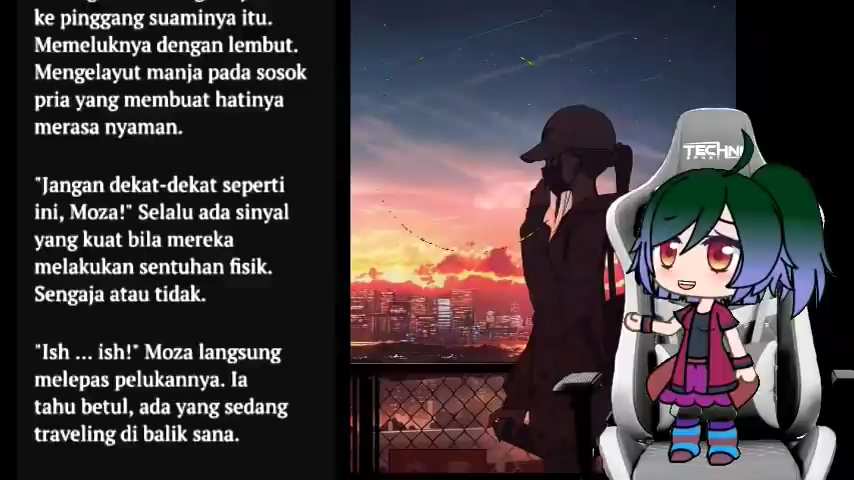 ke pinggang suaminya itu.
Memeluknya dengan lembut.
Mengelayut manja pada sosok
pria yang membuat hatinya
merasa nyaman.
"Jangan dekat-dekat seperti
ini, Moza!" Selalu ada sinyal
yang kuat bila mereka
melakukan sentuhan fisik.
Sengaja atau tidak.
"Ish ... ish!" Moza langsung
melepas pelukannya. Ia
tahu betul, ada yang sedang
traveling di balik sana.